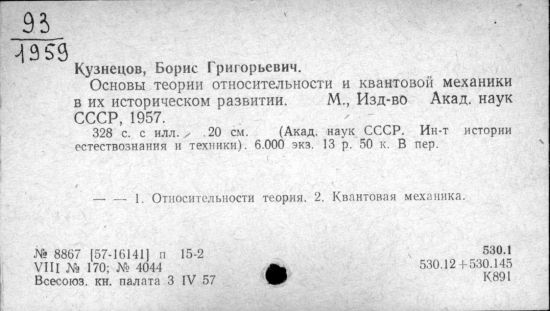 93
1959
Кузнецов, Борис Григорьевич.
Основы теории относительности и квантовой механики
в их историческом развитии. М., Изд-во Акад. наук
СССР, 1957.
328 с. с илл. 20 см. (Акад. наук СССР. Ин-т истории
естествознания и техники). 6.000 экз. 13 р. 50 к. В пер.
— — 1. Относительности теория. 2. Квантовая механика.
№ 8867 [57-16141] п 15-2
VIII № 170; № 4044
Всесоюз. кн. палата 3 IV 57
530.1
530.12+530.145
К891